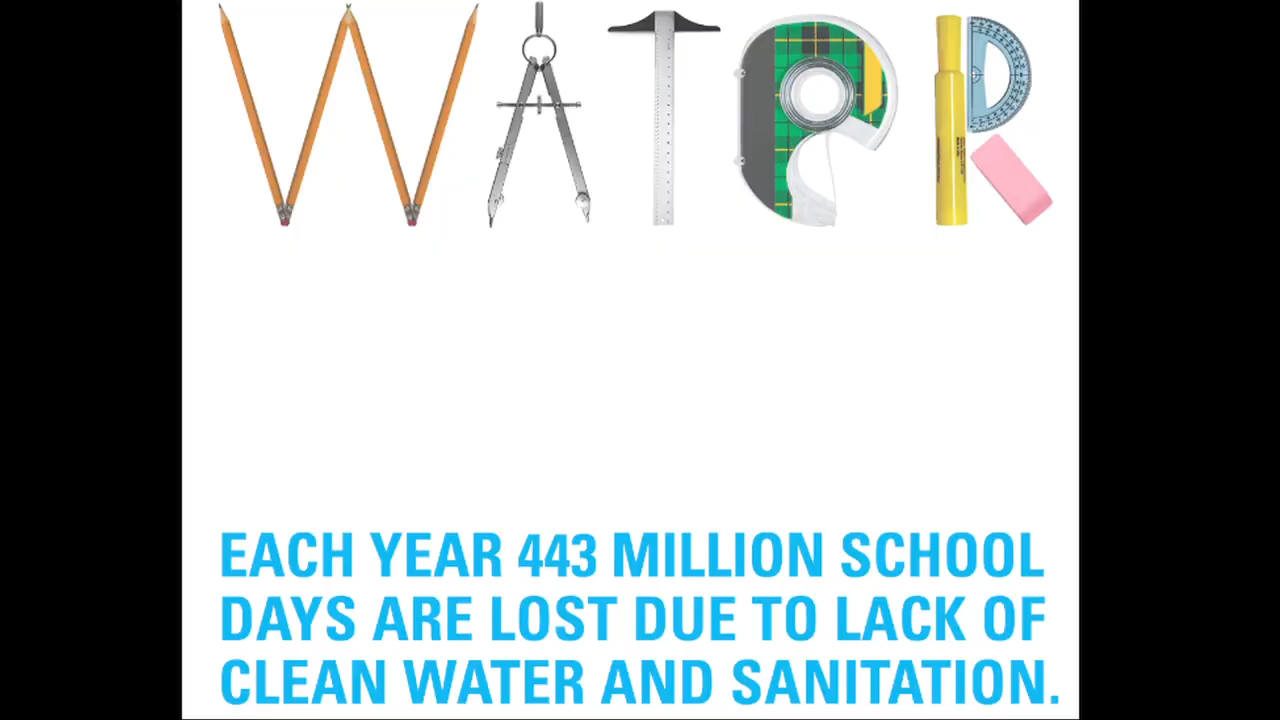 WATeR
EACH YEAR 443 MILLION SCHOOL
DAYS ARE LOST DUE TO LACK OF
CLEAN WATER AND SANITATION.